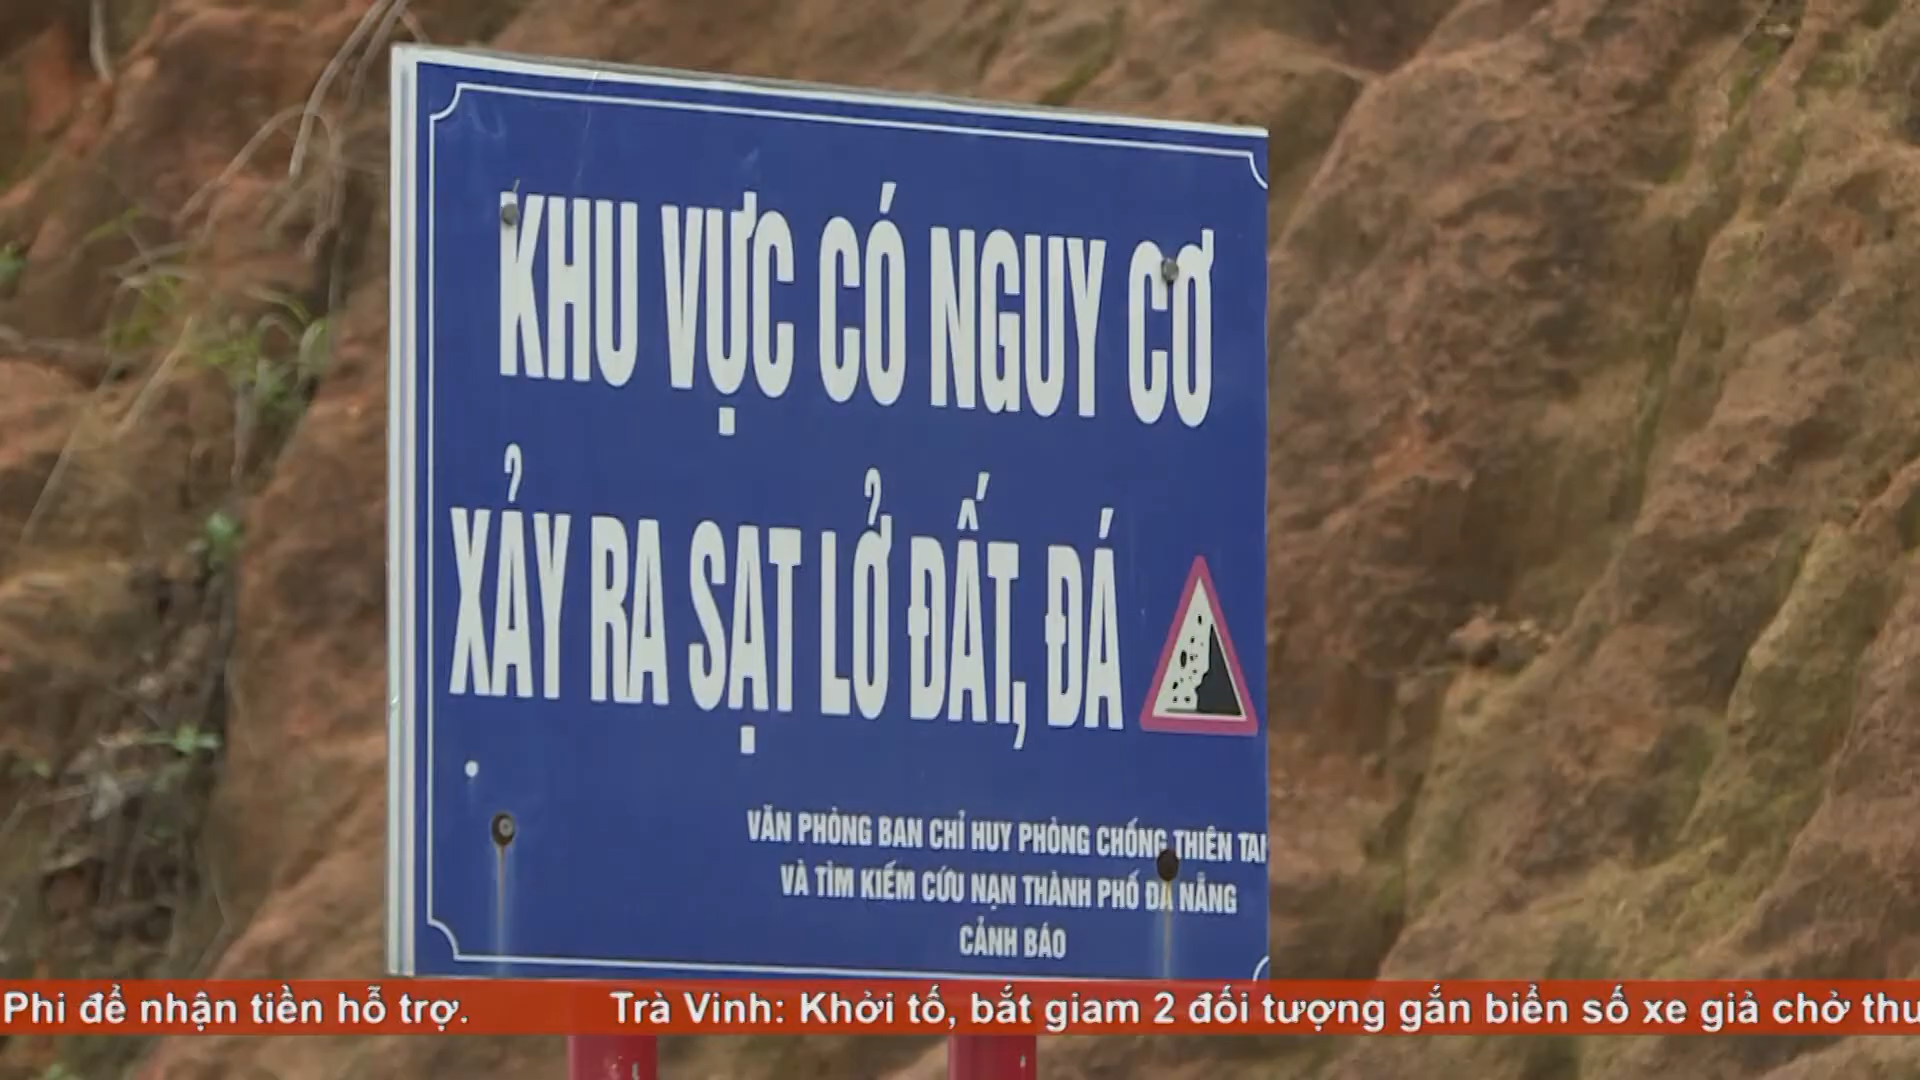 KHU VỰC CÓ NGUY CƠ
XẢY RA SẠT LỞ ĐẤT, ĐÁ
VĂN PHÒNG BAN CHỈ HUY PHÒNG CHỐNG THIÊN TAI
VÀ TÌM KIẾM CỨU NẠN THÀNH PHỐ ĐÀ NẴNG
CẢNH BÁO
Phi để nhận tiền hỗ trợ. Trà Vinh: Khởi tố, bắt giam 2 đối tượng gắn biển số xe giả chở